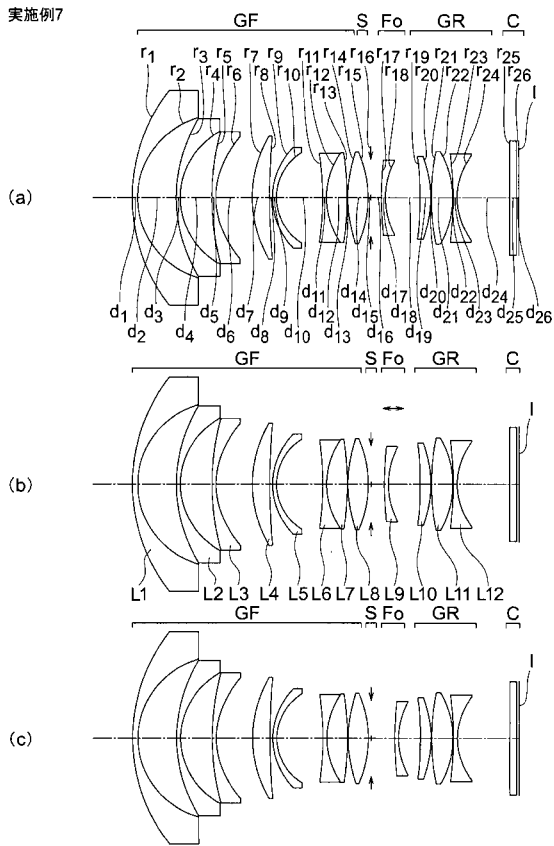 実施例7
GF S Fo GR C
r1 r2 r3 r4 r5 r6 r7 r8 r9 r10 r11 r12 r13 r14 r15 r16 r17 r18 r19 r20 r21 r22 r23 r24 r25 r26 I
(a)
d1 d2 d3 d4 d5 d6 d7 d8 d9 d10 d11 d12 d13 d14 d15 d16 d17 d18 d19 d20 d21 d22 d23 d24 d25 d26
GF S Fo GR C
I
(b)
L1 L2 L3 L4 L5 L6 L7 L8 L9 L10 L11 L12
GF S Fo GR C
I
(c)